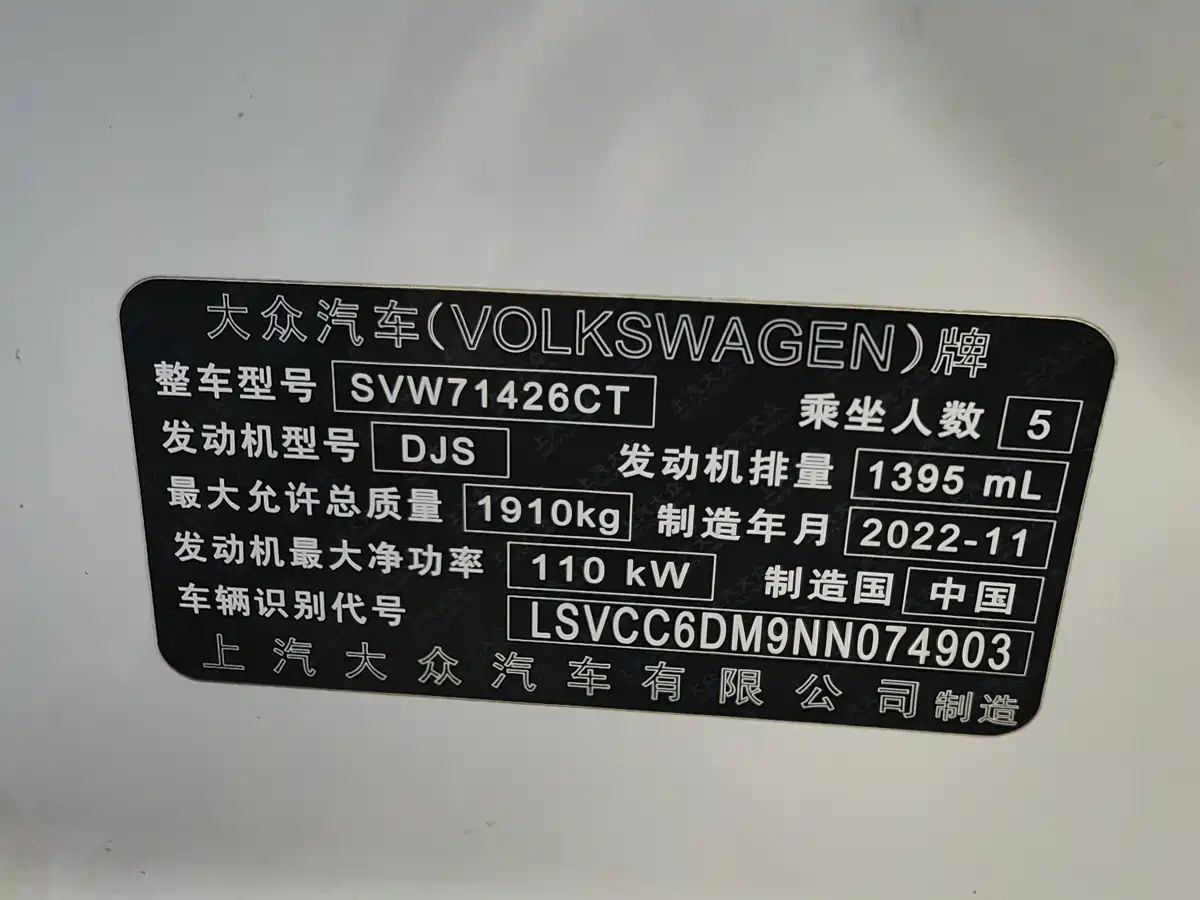 大众汽车(VOLKSWAGEN)牌
整车型号 SVW71426CT 乘坐人数 5
发动机型号 DJS 发动机排量 1395 mL
最大允许总质量 1910kg 制造年月 2022-11
发动机最大净功率 110 kW 制造国 中国
车辆识别代号 LSVCC6DM9NN074903
上汽大众汽车有限公司制造